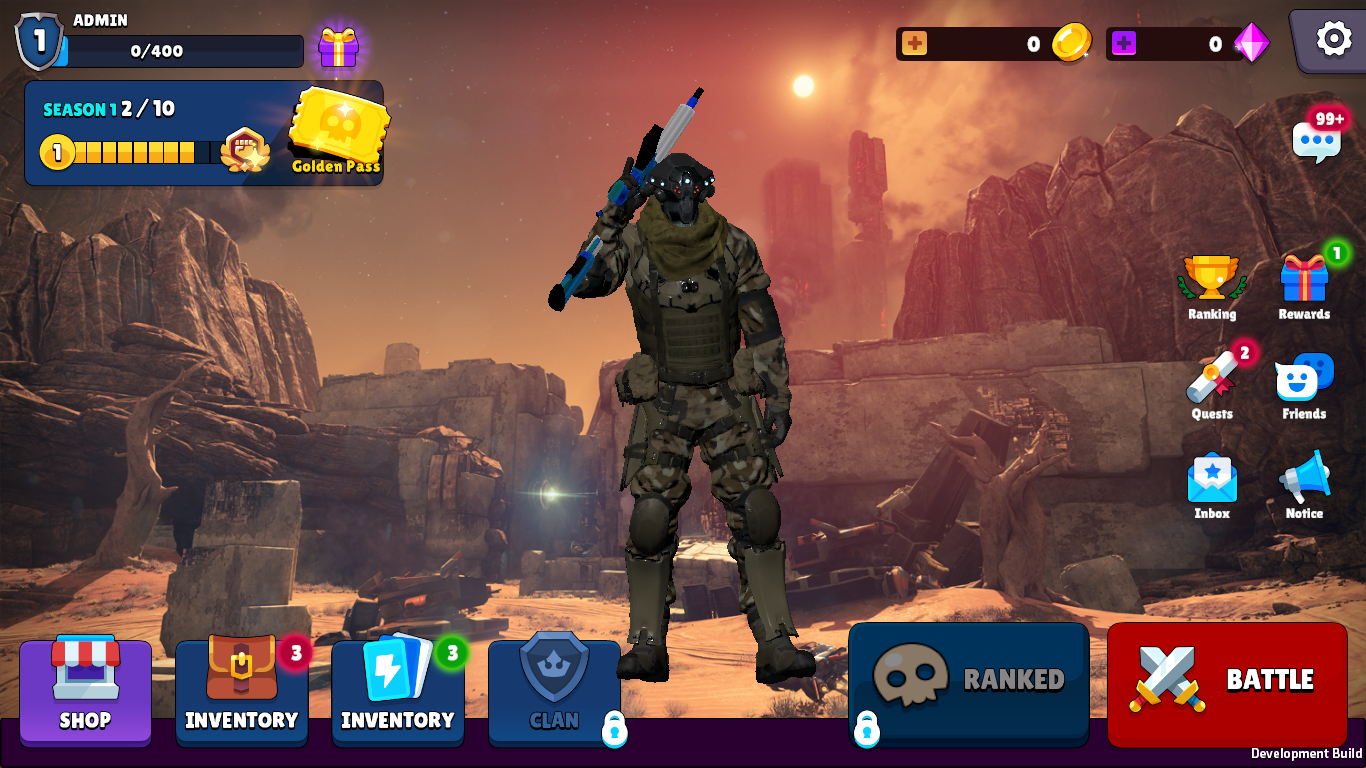 1
ADMIN
0/400
0
0
SEASON 1 2 / 10
1
Golden Pass
99+
1
Ranking
Rewards
2
Quests
Friends
Inbox
Notice
3
3
SHOP
INVENTORY
INVENTORY
CLAN
RANKED
BATTLE
Development Build